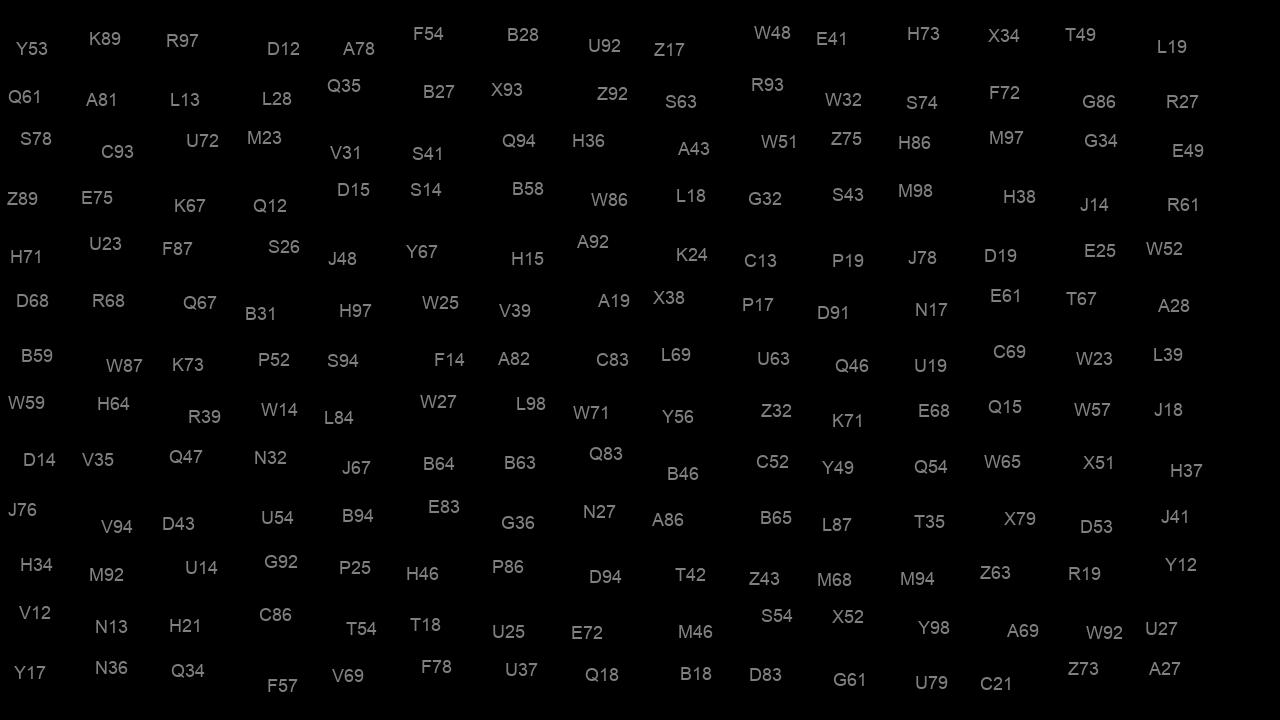 Y53 K89 R97 D12 A78 F54 B28 U92 Z17 W48 E41 H73 X34 T49 L19
Q61 A81 L13 L28 Q35 B27 X93 Z92 S63 R93 W32 S74 F72 G86 R27
S78 C93 U72 M23 V31 S41 Q94 H36 A43 W51 Z75 H86 M97 G34 E49
Z89 E75 K67 Q12 D15 S14 B58 W86 L18 G32 S43 M98 H38 J14 R61
H71 U23 F87 S26 J48 Y67 H15 A92 K24 C13 P19 J78 D19 E25 W52
D68 R68 Q67 B31 H97 W25 V39 A19 X38 P17 D91 N17 E61 T67 A28
B59 W87 K73 P52 S94 F14 A82 C83 L69 U63 Q46 U19 C69 W23 L39
W59 H64 R39 W14 L84 W27 L98 W71 Y56 Z32 K71 E68 Q15 W57 J18
D14 V35 Q47 N32 J67 B64 B63 Q83 B46 C52 Y49 Q54 W65 X51 H37
J76 V94 D43 U54 B94 E83 G36 N27 A86 B65 L87 T35 X79 D53 J41
H34 M92 U14 G92 P25 H46 P86 D94 T42 Z43 M68 M94 Z63 R19 Y12
V12 N13 H21 C86 T54 T18 U25 E72 M46 S54 X52 Y98 A69 W92 U27
Y17 N36 Q34 F57 V69 F78 U37 Q18 B18 D83 G61 U79 C21 Z73 A27